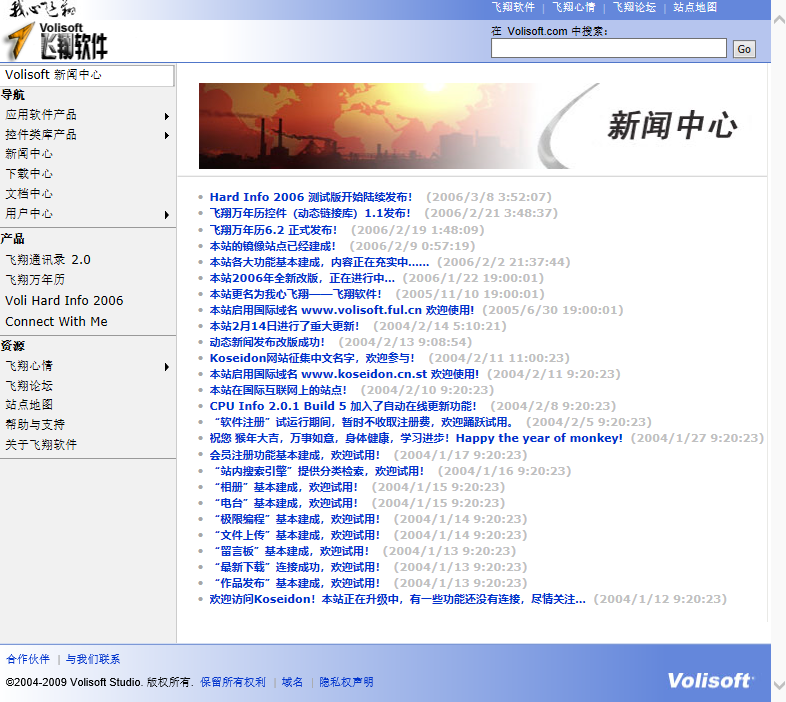 我心飞翔
Volisoft
飞翔软件
飞翔软件 | 飞翔心情 | 飞翔论坛 | 站点地图
在 Volisoft.com 中搜索:
Go
Volisoft 新闻中心
导航
应用软件产品
控件类库产品
新闻中心
下载中心
文档中心
用户中心
产品
飞翔通讯录 2.0
飞翔万年历
Voli Hard Info 2006
Connect With Me
资源
飞翔心情
飞翔论坛
站点地图
帮助与支持
关于飞翔软件
新闻中心
Hard Info 2006 测试版开始陆续发布! (2006/3/8 3:52:07)
飞翔万年历控件 (动态链接库) 1.1发布! (2006/2/21 3:48:37)
飞翔万年历6.2 正式发布! (2006/2/19 1:48:09)
本站的镜像站点已经建成! (2006/2/9 0:57:19)
本站各大功能基本建成，内容正在充实中...... (2006/2/2 21:37:44)
本站2006年全新改版，正在进行中... (2006/1/22 19:00:01)
本站更名为我心飞翔——飞翔软件! (2005/11/10 19:00:01)
本站启用国际域名 www.volisoft.ful.cn 欢迎使用! (2005/6/30 19:00:01)
本站2月14日进行了重大更新! (2004/2/14 5:10:21)
动态新闻发布改版成功! (2004/2/13 9:08:54)
Koseidon网站征集中文名字，欢迎参与! (2004/2/11 11:00:23)
本站启用国际域名 www.koseidon.cn.st 欢迎使用! (2004/2/11 9:20:23)
本站在国际互联网上的站点! (2004/2/10 9:20:23)
CPU Info 2.0.1 Build 5 加入了自动在线更新功能! (2004/2/8 9:20:23)
“软件注册”试运行期间，暂时不收取注册费，欢迎踊跃试用。 (2004/2/5 9:20:23)
祝您 猴年大吉，万事如意，身体健康，学习进步! Happy the year of monkey! (2004/1/27 9:20:23)
会员注册功能基本建成，欢迎试用! (2004/1/17 9:20:23)
“站内搜索引擎”提供分类检索，欢迎试用! (2004/1/16 9:20:23)
“相册”基本建成，欢迎试用! (2004/1/15 9:20:23)
“电台”基本建成，欢迎试用! (2004/1/15 9:20:23)
“极限编程”基本建成，欢迎试用! (2004/1/14 9:20:23)
“文件上传”基本建成，欢迎试用! (2004/1/14 9:20:23)
“留言板”基本建成，欢迎试用! (2004/1/13 9:20:23)
“最新下载”连接成功，欢迎试用! (2004/1/13 9:20:23)
“作品发布”基本建成，欢迎试用! (2004/1/13 9:20:23)
欢迎访问Koseidon! 本站正在升级中，有一些功能还没有连接，尽情关注... (2004/1/12 9:20:23)
合作伙伴 | 与我们联系
©2004-2009 Volisoft Studio. 版权所有. 保留所有权利 | 域名 | 隐私权声明
Volisoft